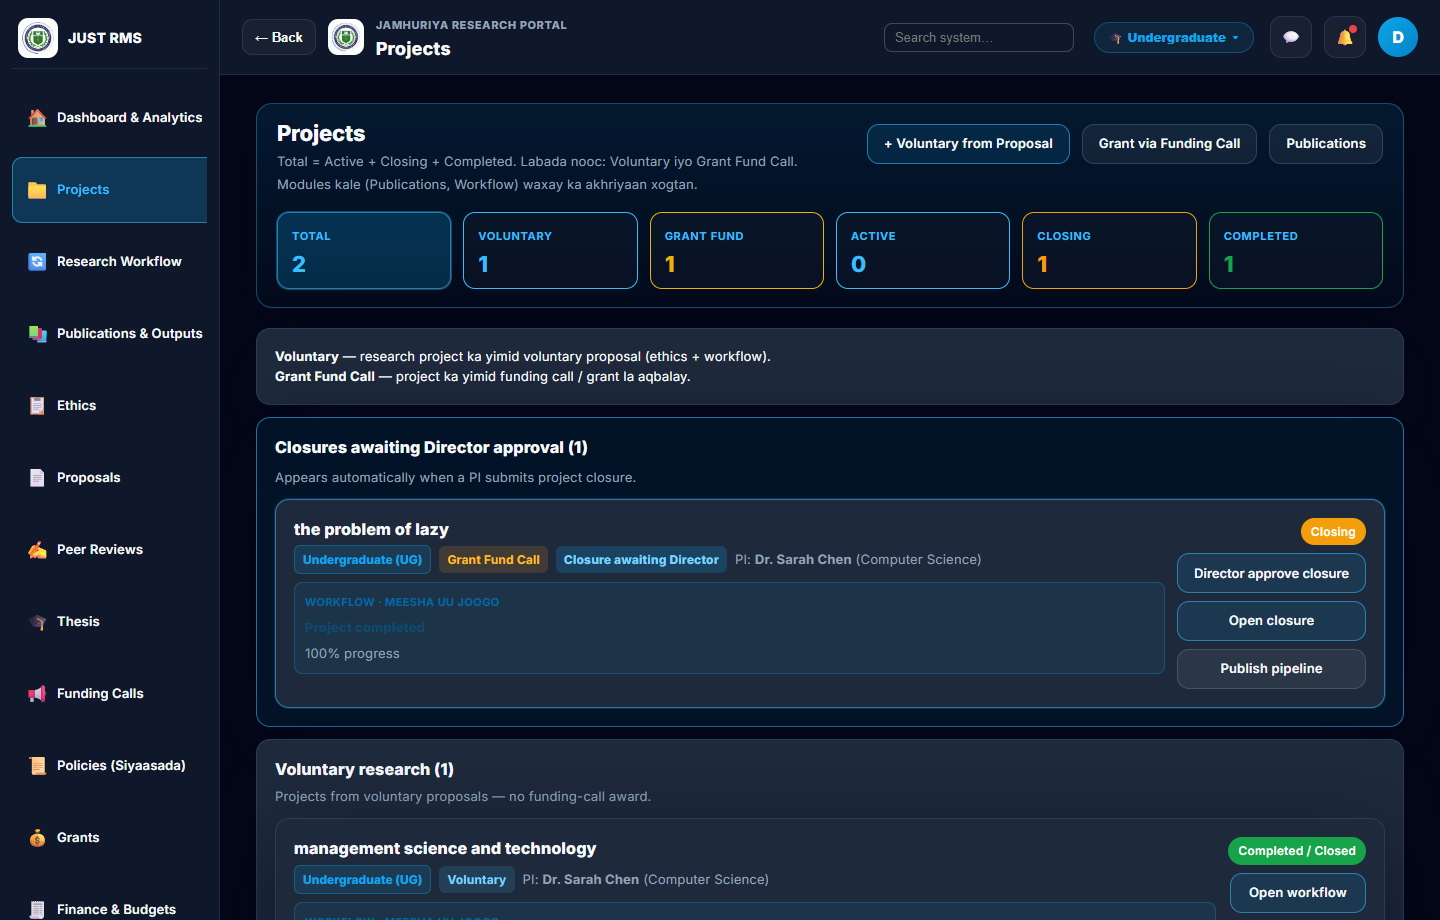 JUST RMS
Dashboard & Analytics
Projects
Research Workflow
Publications & Outputs
Ethics
Proposals
Peer Reviews
Thesis
Funding Calls
Policies (Siyaasada)
Grants
Finance & Budgets
← Back
JAMHURIYA RESEARCH PORTAL
Projects
Search system...
Undergraduate
D
Projects
Total = Active + Closing + Completed. Labada nooc: Voluntary iyo Grant Fund Call.
Modules kale (Publications, Workflow) waxay ka akhriyaan xogtan.
+ Voluntary from Proposal
Grant via Funding Call
Publications
TOTAL
2
VOLUNTARY
1
GRANT FUND
1
ACTIVE
0
CLOSING
1
COMPLETED
1
Voluntary — research project ka yimid voluntary proposal (ethics + workflow).
Grant Fund Call — project ka yimid funding call / grant la aqbalay.
Closures awaiting Director approval (1)
Appears automatically when a PI submits project closure.
the problem of lazy
Closing
Undergraduate (UG) Grant Fund Call Closure awaiting Director PI: Dr. Sarah Chen (Computer Science)
WORKFLOW · MEESHA UU JOOGO
Project completed
100% progress
Director approve closure
Open closure
Publish pipeline
Voluntary research (1)
Projects from voluntary proposals — no funding-call award.
management science and technology
Completed / Closed
Undergraduate (UG) Voluntary PI: Dr. Sarah Chen (Computer Science)
Open workflow
WORKFLOW · MEESHA UU JOOGO